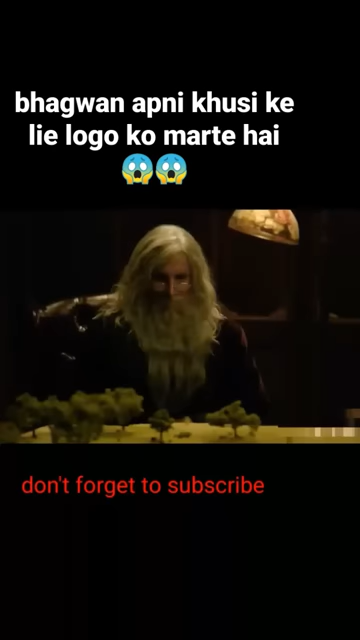 bhagwan apni khusi ke
lie logo ko marte hai
😱😱
don't forget to subscribe